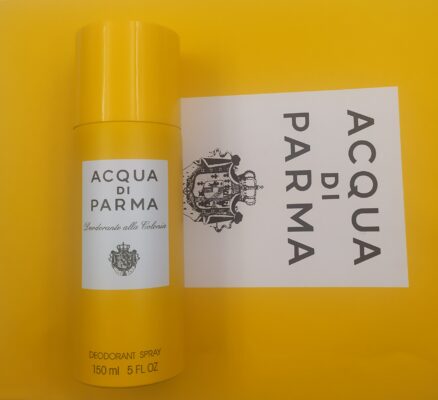 ACQUA
DI
PARMA
Deodorante alla Colonia
DEODORANT SPRAY
150 ml 5 FL OZ
ACQUA
DI
PARMA